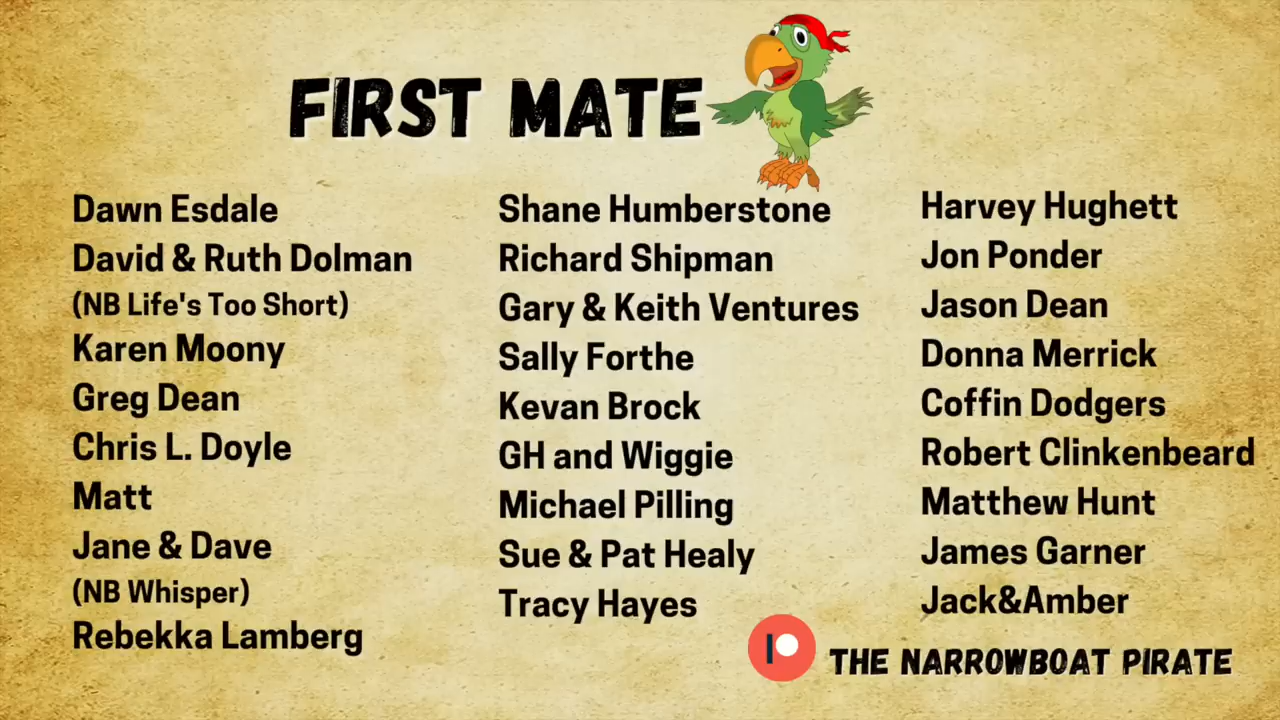 FIRST MATE
Dawn Esdale
David & Ruth Dolman
(NB Life's Too Short)
Karen Moony
Greg Dean
Chris L. Doyle
Matt
Jane & Dave
(NB Whisper)
Rebekka Lamberg
Shane Humberstone
Richard Shipman
Gary & Keith Ventures
Sally Forthe
Kevan Brock
GH and Wiggie
Michael Pilling
Sue & Pat Healy
Tracy Hayes
Harvey Hughett
Jon Ponder
Jason Dean
Donna Merrick
Coffin Dodgers
Robert Clinkenbeard
Matthew Hunt
James Garner
Jack&Amber
THE NARROWBOAT PIRATE